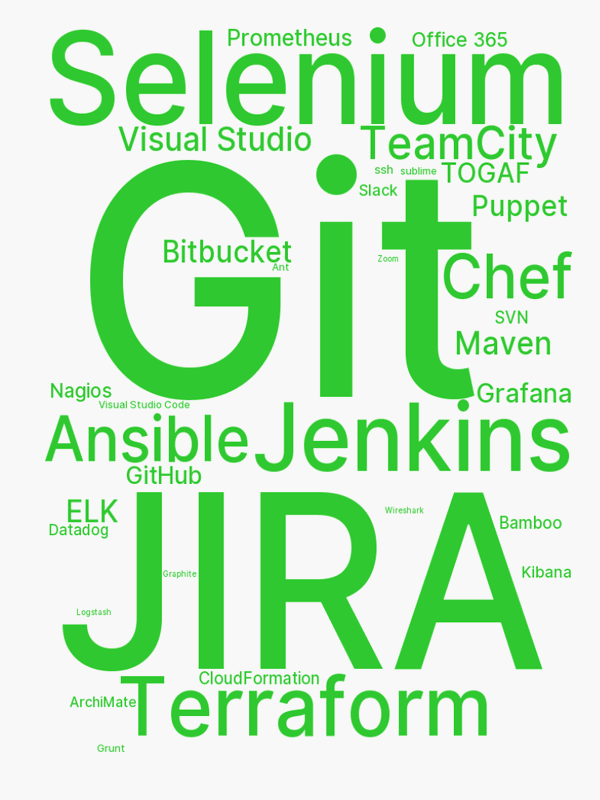 Prometheus
Office 365
Selenium
Visual Studio
TeamCity
ssh
sublime
TOGAF
Slack
Puppet
Git
Bitbucket
Ant
Zoom
Chef
SVN
Maven
Nagios
Grafana
Visual Studio Code
Ansible
Jenkins
GitHub
ELK
Datadog
Wireshark
Bamboo
JIRA
Graphite
Kibana
Logstash
CloudFormation
ArchiMate
Terraform
Grunt